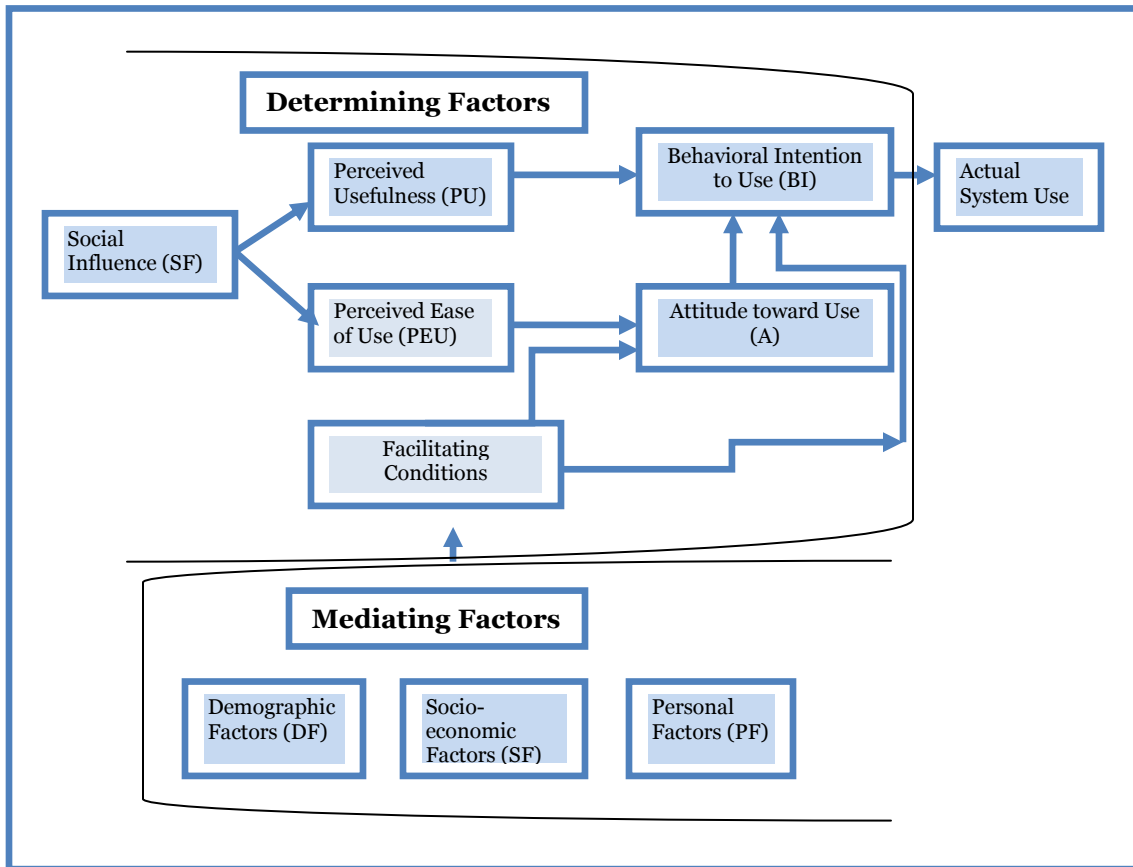 Determining Factors
Perceived
Usefulness (PU)
Behavioral Intention
to Use (BI)
Actual
System Use
Social
Influence (SF)
Perceived Ease
of Use (PEU)
Attitude toward Use
(A)
Facilitating
Conditions
Mediating Factors
Demographic
Factors (DF)
Socio-
economic
Factors (SF)
Personal
Factors (PF)